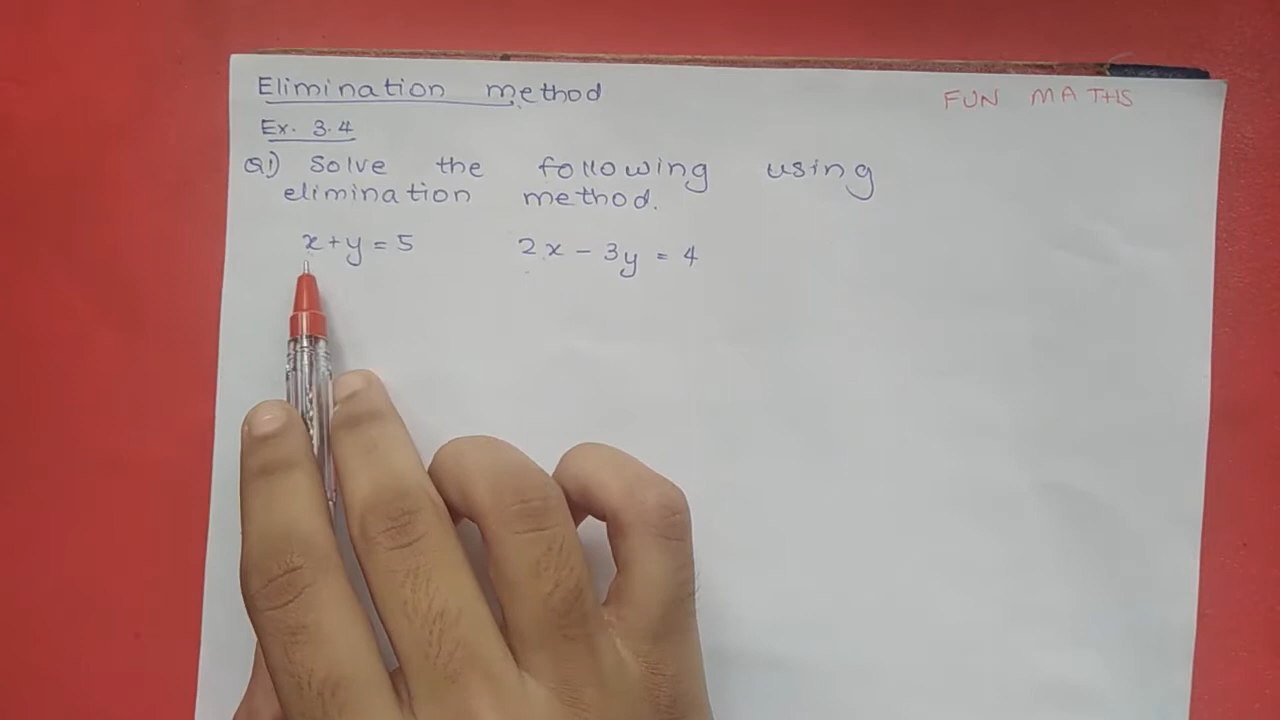 Elimination method
FUN MATHS
Ex. 3.4
Q1) Solve the following using
elimination method.
x+y=5 2x-3y=4